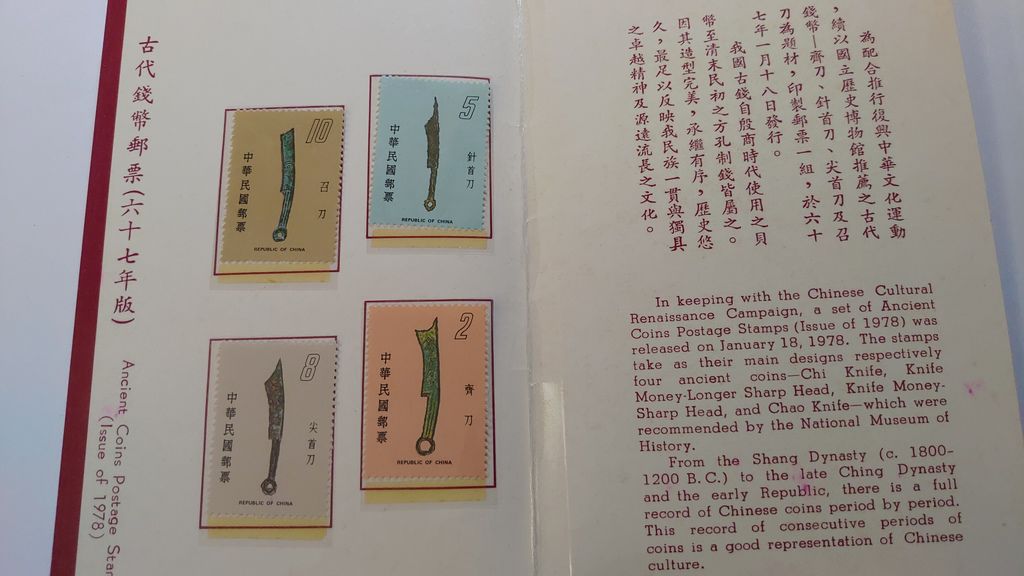 古代錢幣郵票(六十七年版)
Ancient Coins Postage Star
(Issue of 1978)
10
中華民國郵票
召刀
REPUBLIC OF CHINA
5
中華民國郵票
針首刀
REPUBLIC OF CHINA
8
中華民國郵票
尖首刀
REPUBLIC OF CHINA
2
中華民國郵票
齊刀
REPUBLIC OF CHINA
為配合推行復興中華文化運動
，續以國立歷史博物館推薦之古代
錢幣—齊刀、針首刀、尖首刀及召
刀為題材，印製郵票一組，於六十
七年一月十八日發行。
我國古錢自殷商時代使用之貝
幣至清末民初之方孔制錢皆屬之。
因其造型完美，承繼有序，歷史悠
久，最足以反映我民族一貫與獨具
之卓越精神及源遠流長之文化。
In keeping with the Chinese Cultural
Renaissance Campaign, a set of Ancient
Coins Postage Stamps (Issue of 1978) was
released on January 18, 1978. The stamps
take as their main designs respectively
four ancient coins—Chi Knife, Knife
Money-Longer Sharp Head, Knife Money-
Sharp Head, and Chao Knife—which were
recommended by the National Museum of
History.
From the Shang Dynasty (c. 1800-
1200 B.C.) to the late Ching Dynasty
and the early Republic, there is a full
record of Chinese coins period by period.
This record of consecutive periods of
coins is a good representation of Chinese
culture.